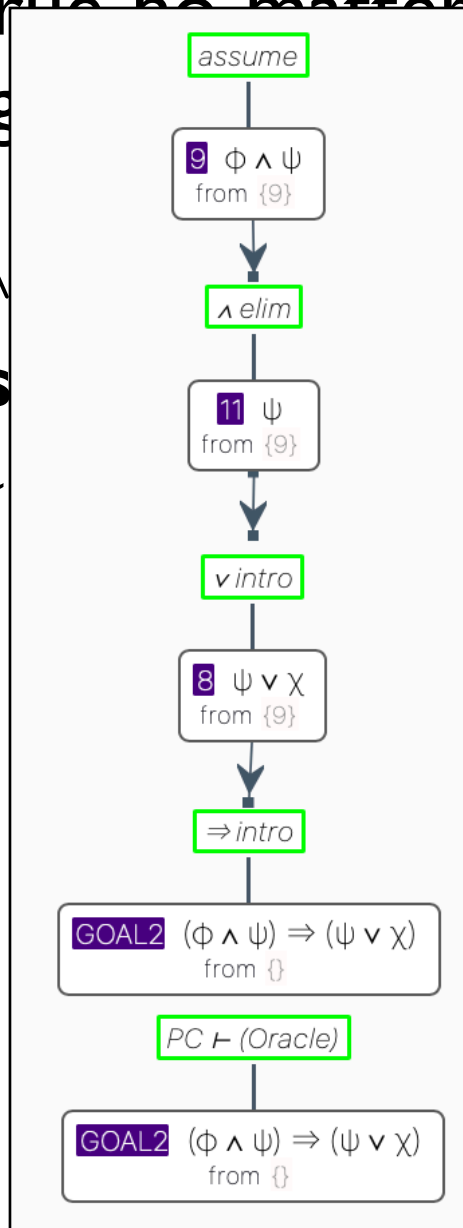 assume
9 Φ ∧ ψ
from {9}
∧ elim
11 ψ
from {9}
∨ intro
8 ψ ∨ χ
from {9}
⇒ intro
GOAL2 (Φ ∧ ψ) ⇒ (ψ ∨ χ)
from {}
PC ⊢ (Oracle)
GOAL2 (Φ ∧ ψ) ⇒ (ψ ∨ χ)
from {}